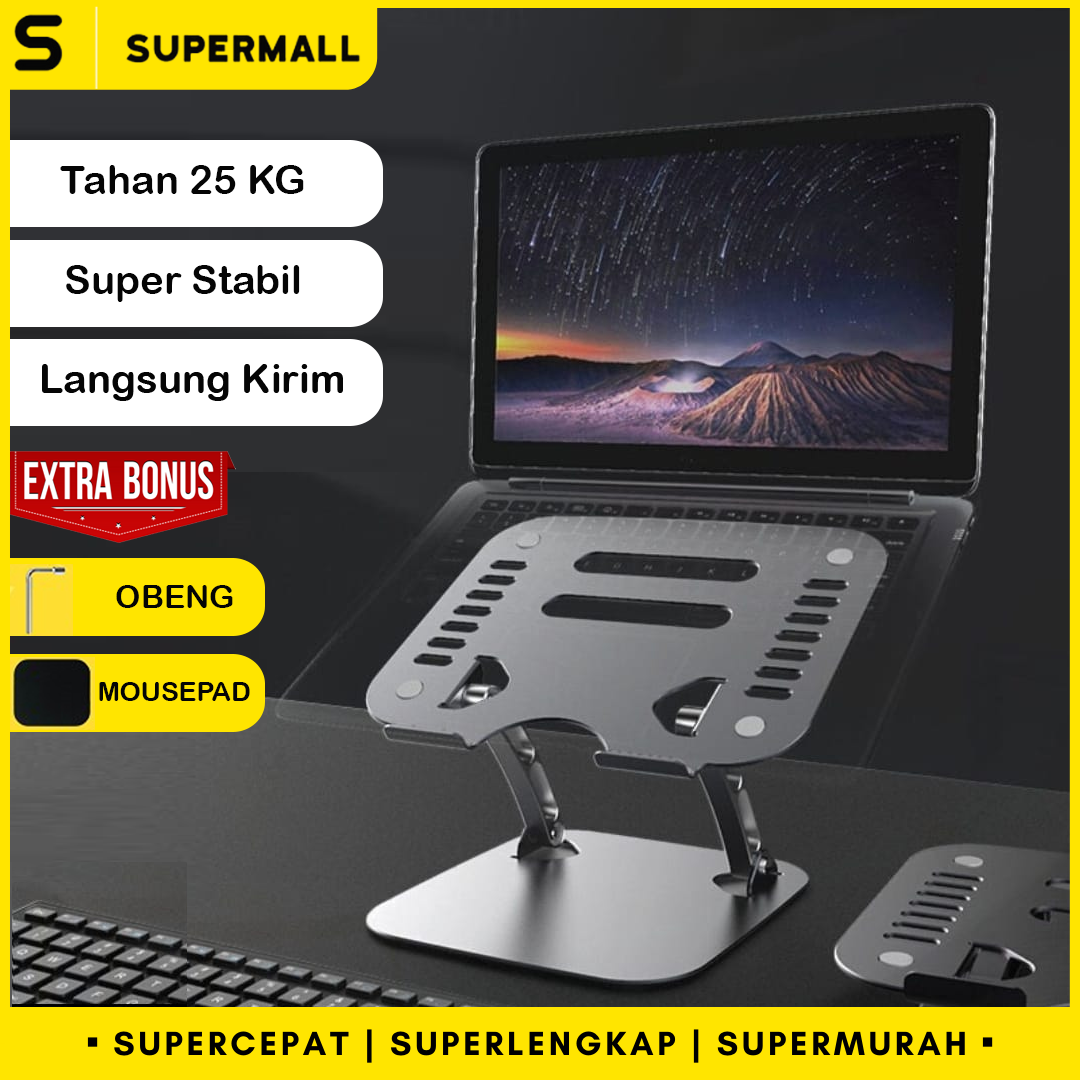 S SUPERMALL
Tahan 25 KG
Super Stabil
Langsung Kirim
EXTRA BONUS
OBENG
MOUSEPAD
▪ SUPERCEPAT | SUPERLENGKAP | SUPERMURAH ▪